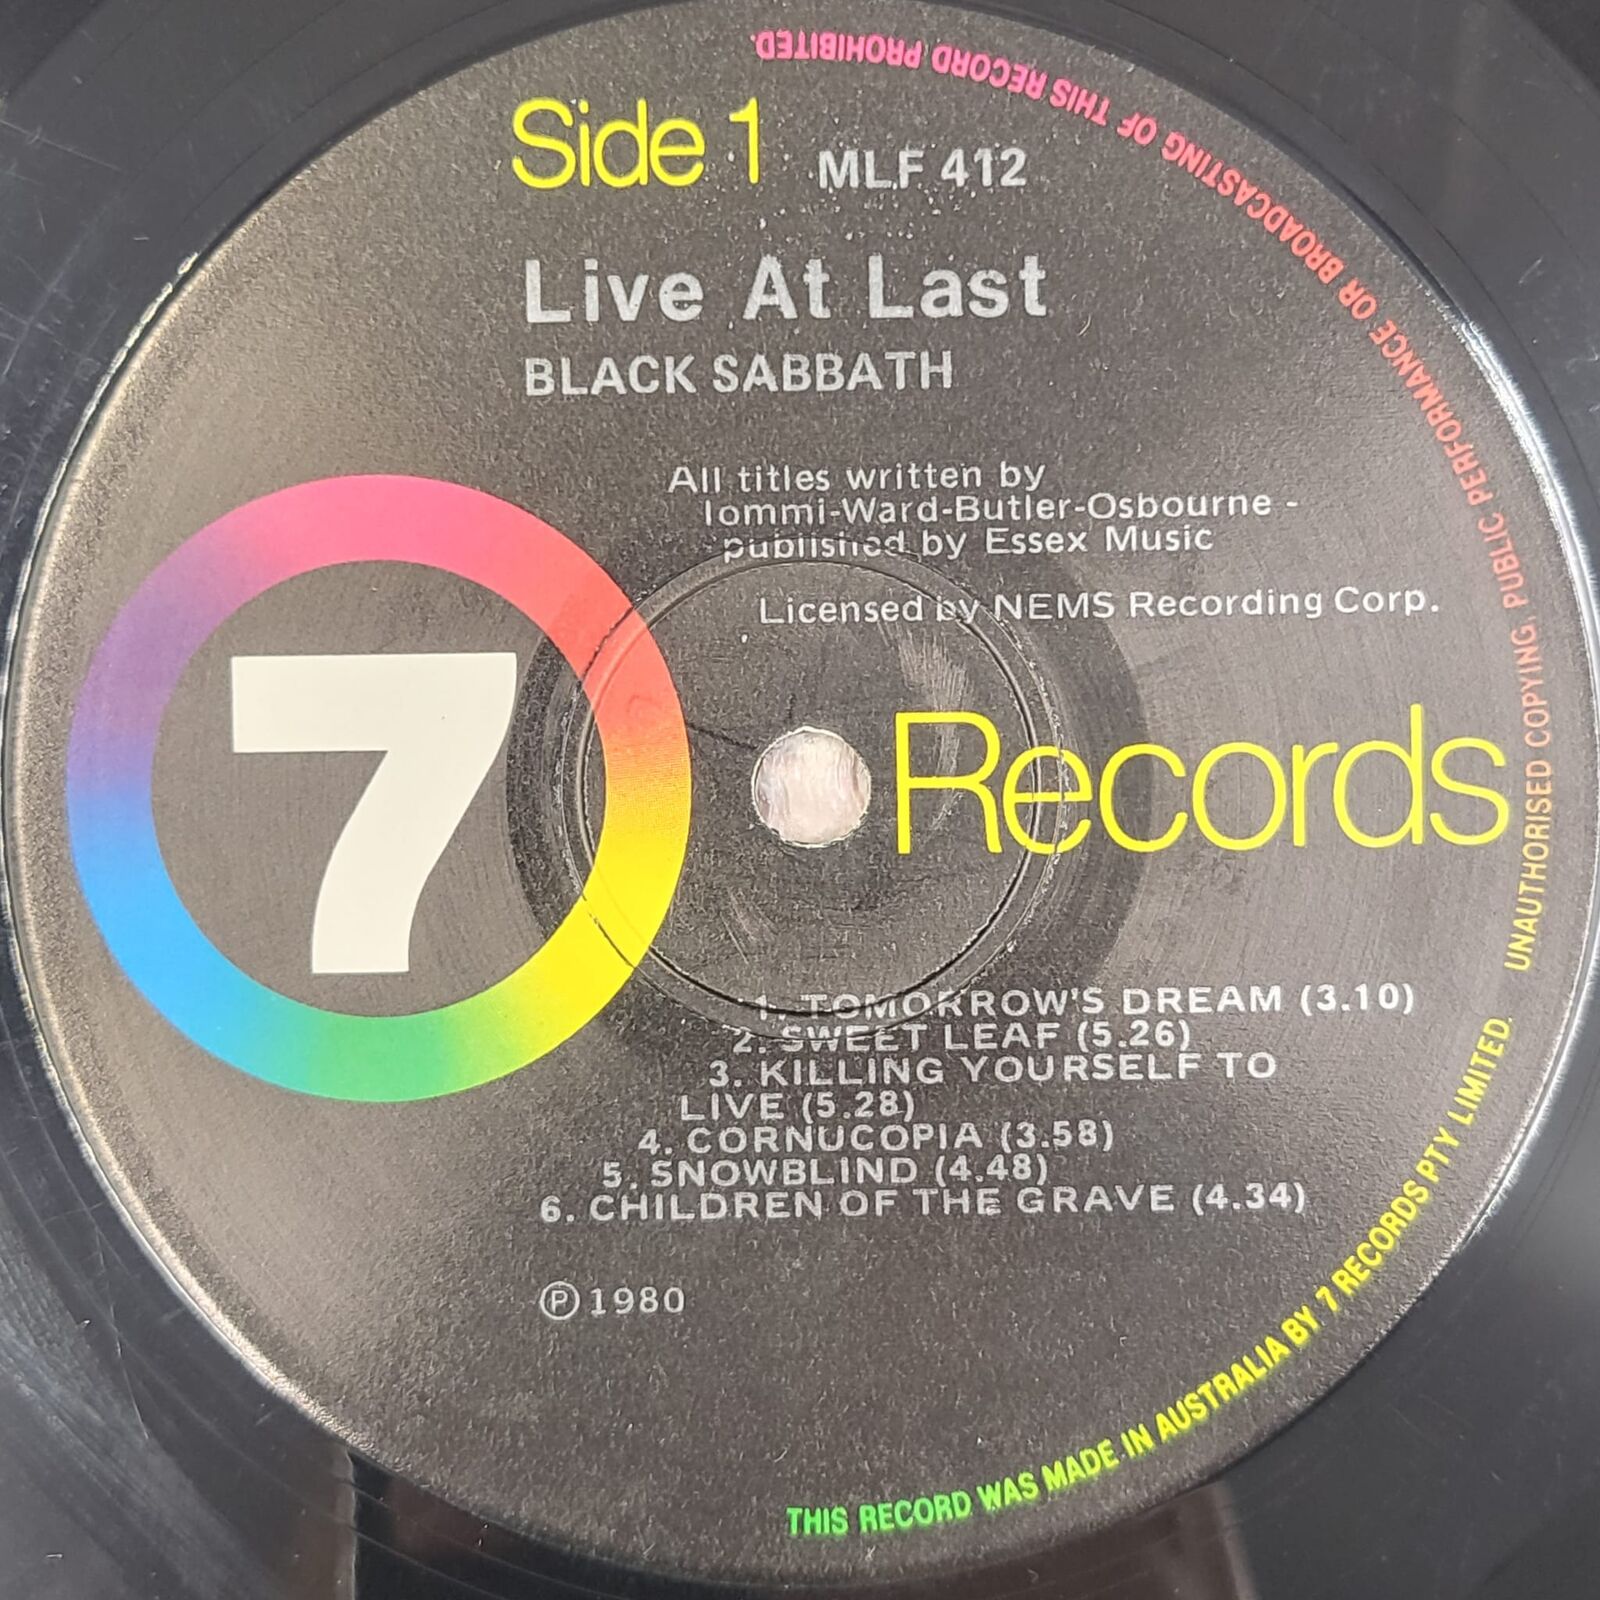 Side 1 MLF 412
Live At Last
BLACK SABBATH
All titles written by
Iommi-Ward-Butler-Osbourne -
published by Essex Music
Licensed by NEMS Recording Corp.
7 Records
1. TOMORROW'S DREAM (3.10)
2. SWEET LEAF (5.26)
3. KILLING YOURSELF TO
LIVE (5.28)
4. CORNUCOPIA (3.58)
5. SNOWBLIND (4.48)
6. CHILDREN OF THE GRAVE (4.34)
Ⓟ 1980
THIS RECORD WAS MADE IN AUSTRALIA BY 7 RECORDS PTY LIMITED.
UNAUTHORISED COPYING, PUBLIC PERFORMANCE OR BROADCASTING OF THIS RECORD PROHIBITED.